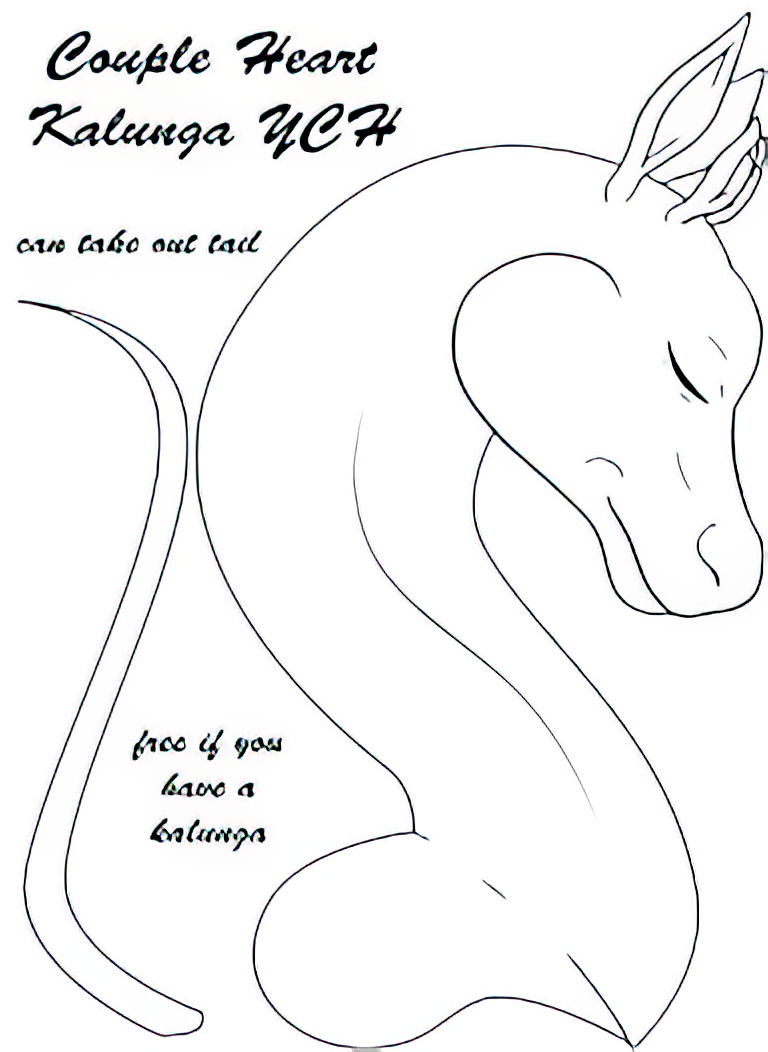 Couple Heart
Kalunga YCH
can take out tail
free if you
have a
kalunga